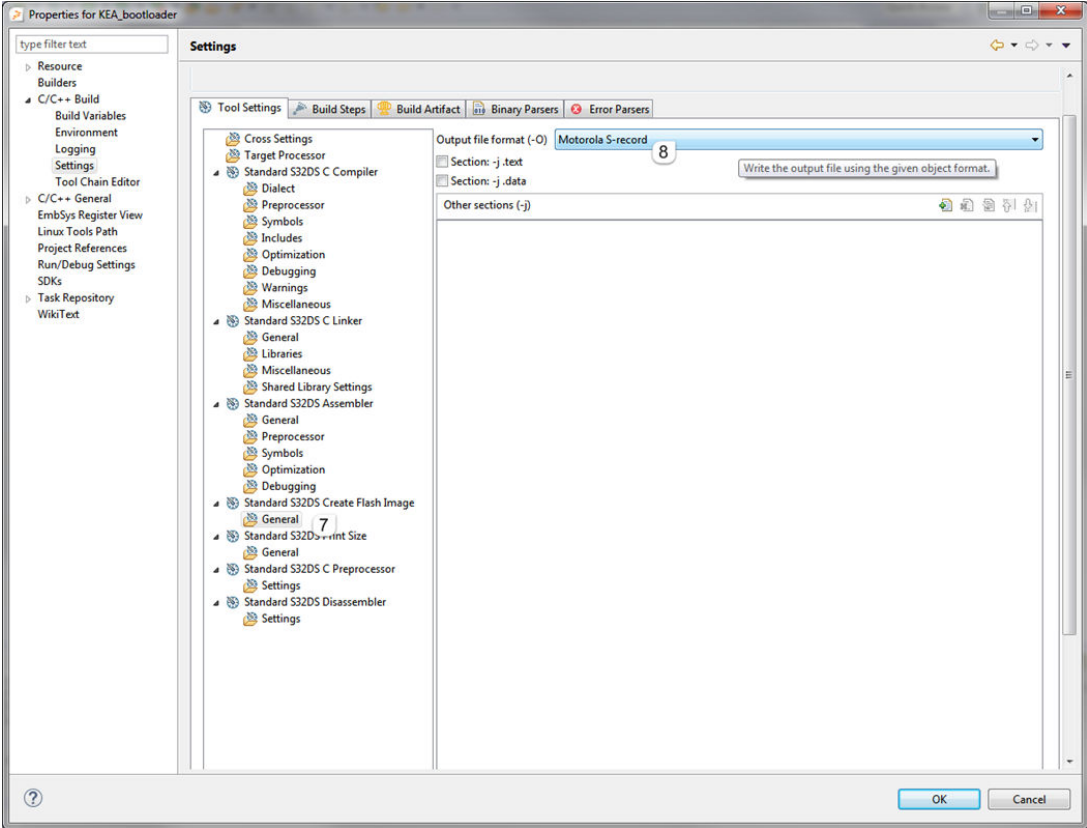 Properties for KEA_bootloader
type filter text
Resource
Builders
C/C++ Build
Build Variables
Environment
Logging
Settings
Tool Chain Editor
C/C++ General
EmbSys Register View
Linux Tools Path
Project References
Run/Debug Settings
SDKs
Task Repository
WikiText
Settings
Tool Settings
Build Steps
Build Artifact
Binary Parsers
Error Parsers
Cross Settings
Target Processor
Standard S32DS C Compiler
Dialect
Preprocessor
Symbols
Includes
Optimization
Debugging
Warnings
Miscellaneous
Standard S32DS C Linker
General
Libraries
Miscellaneous
Shared Library Settings
Standard S32DS Assembler
General
Preprocessor
Symbols
Optimization
Debugging
Standard S32DS Create Flash Image
General
7
Standard S32DS Print Size
General
Standard S32DS C Preprocessor
Settings
Standard S32DS Disassembler
Settings
Output file format (-O) Motorola S-record
8
Section: -j .text
Section: -j .data
Write the output file using the given object format.
Other sections (-j)
OK
Cancel